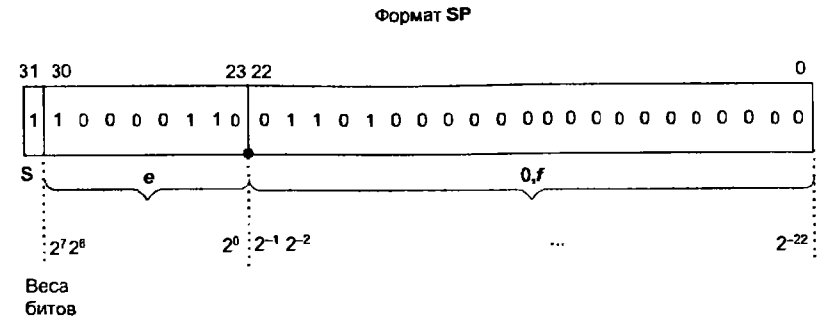 Формат SP
31 30 23 22 0
1 1 0 0 0 0 1 1 0 0 1 1 0 1 0 0 0 0 0 0 0 0 0 0 0 0 0 0 0 0 0 0
S e 0,f
2⁷ 2⁶ 2⁰ 2⁻¹ 2⁻² ... 2⁻²²
Веса
битов